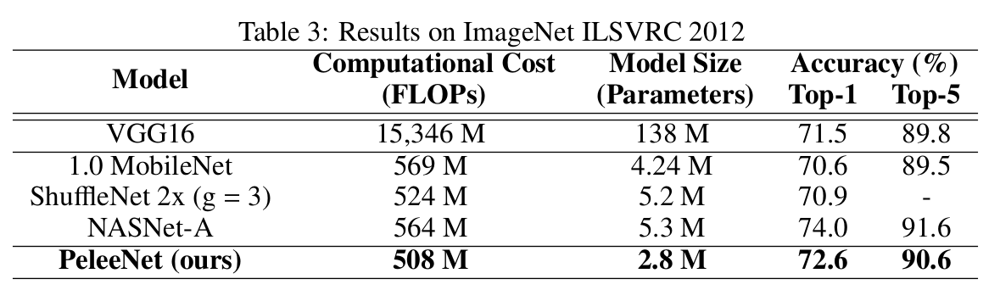 Table 3: Results on ImageNet ILSVRC 2012
Model Computational Cost (FLOPs) Model Size (Parameters) Accuracy (%) Top-1 Top-5
VGG16 15,346 M 138 M 71.5 89.8
1.0 MobileNet 569 M 4.24 M 70.6 89.5
ShuffleNet 2x (g = 3) 524 M 5.2 M 70.9 -
NASNet-A 564 M 5.3 M 74.0 91.6
PeleeNet (ours) 508 M 2.8 M 72.6 90.6